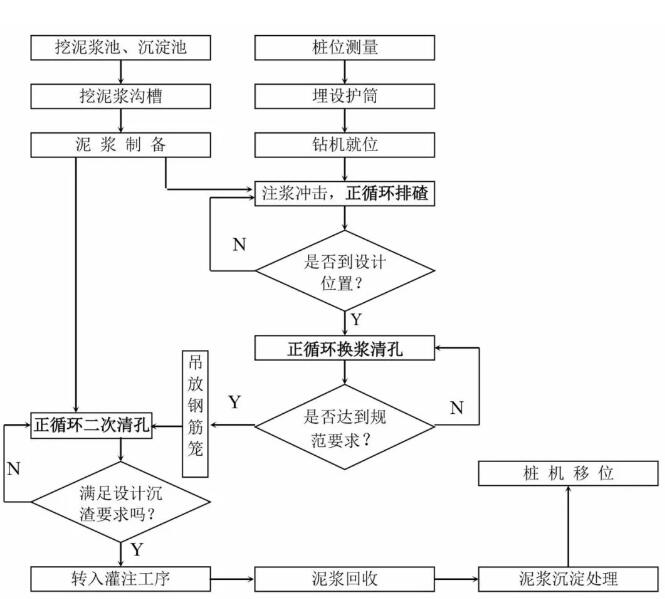 挖泥浆池、沉淀池
桩位测量
挖泥浆沟槽
埋设护筒
泥 浆 制 备
钻机就位
注浆冲击，正循环排碴
N
是否到设计
位置？
Y
正循环换浆清孔
吊放钢筋笼
Y
是否达到规
范要求？
N
正循环二次清孔
N
满足设计沉
渣要求吗？
桩 机 移 位
Y
转入灌注工序
泥浆回收
泥浆沉淀处理